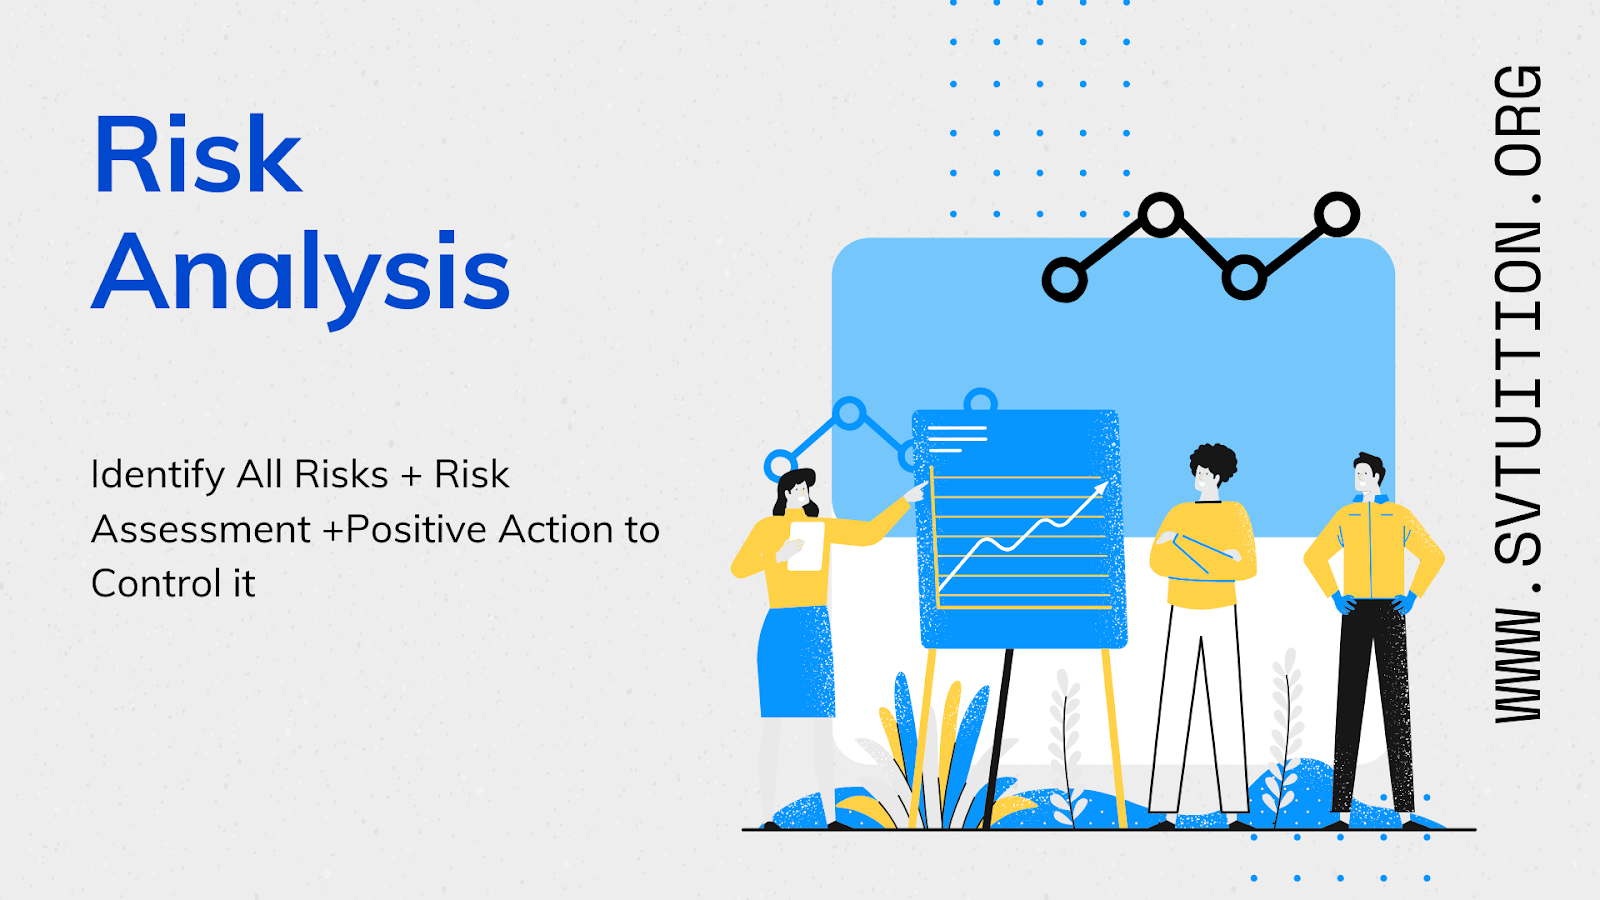 Risk
Analysis
Identify All Risks + Risk
Assessment +Positive Action to
Control it
WWW.SVTUITION.ORG